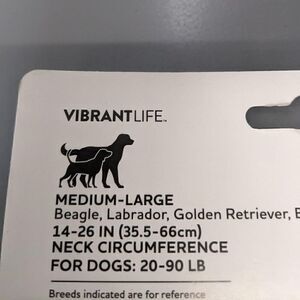 VIBRANTLIFE™
MEDIUM-LARGE
Beagle, Labrador, Golden Retriever,
14-26 IN (35.5-66cm)
NECK CIRCUMFERENCE
FOR DOGS: 20-90 LB
Breeds indicated are for reference